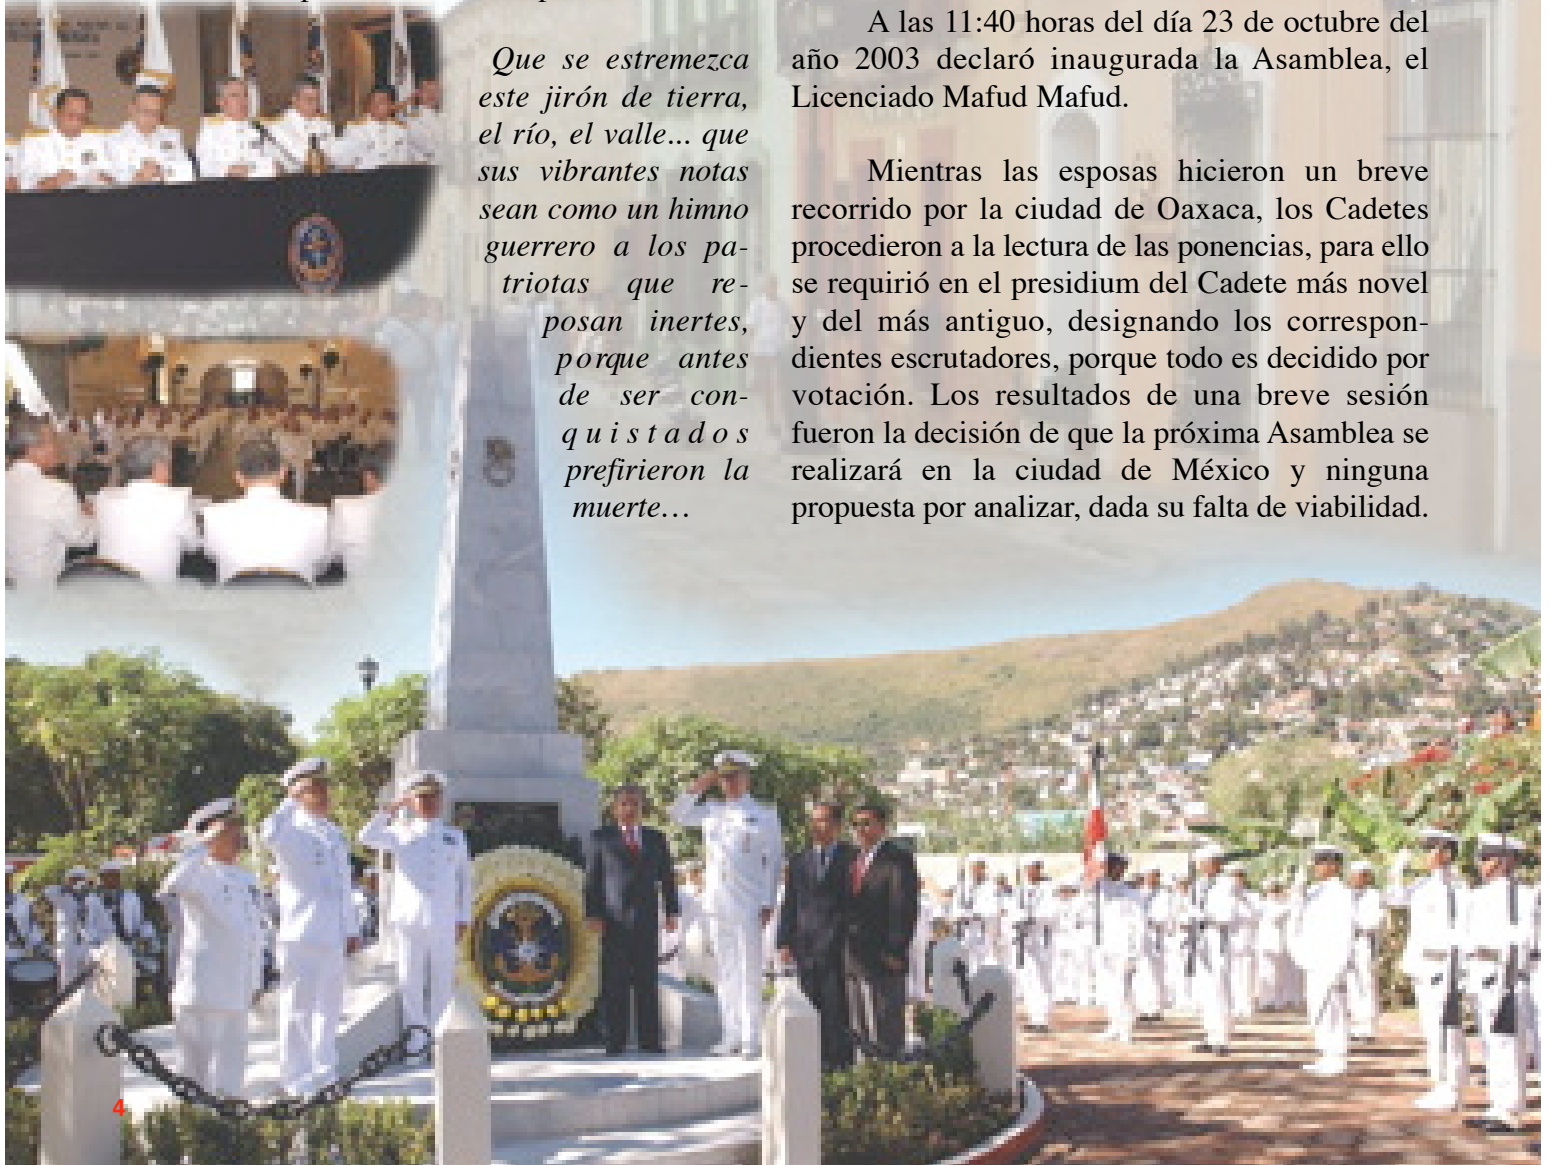 Que se estremezca
este jirón de tierra,
el río, el valle... que
sus vibrantes notas
sean como un himno
guerrero a los pa-
triotas que re-
posan inertes,
porque antes
de ser con-
quistados
prefirieron la
muerte…
A las 11:40 horas del día 23 de octubre del
año 2003 declaró inaugurada la Asamblea, el
Licenciado Mafud Mafud.
Mientras las esposas hicieron un breve
recorrido por la ciudad de Oaxaca, los Cadetes
procedieron a la lectura de las ponencias, para ello
se requirió en el presidium del Cadete más novel
y del más antiguo, designando los correspon-
dientes escrutadores, porque todo es decidido por
votación. Los resultados de una breve sesión
fueron la decisión de que la próxima Asamblea se
realizará en la ciudad de México y ninguna
propuesta por analizar, dada su falta de viabilidad.
4